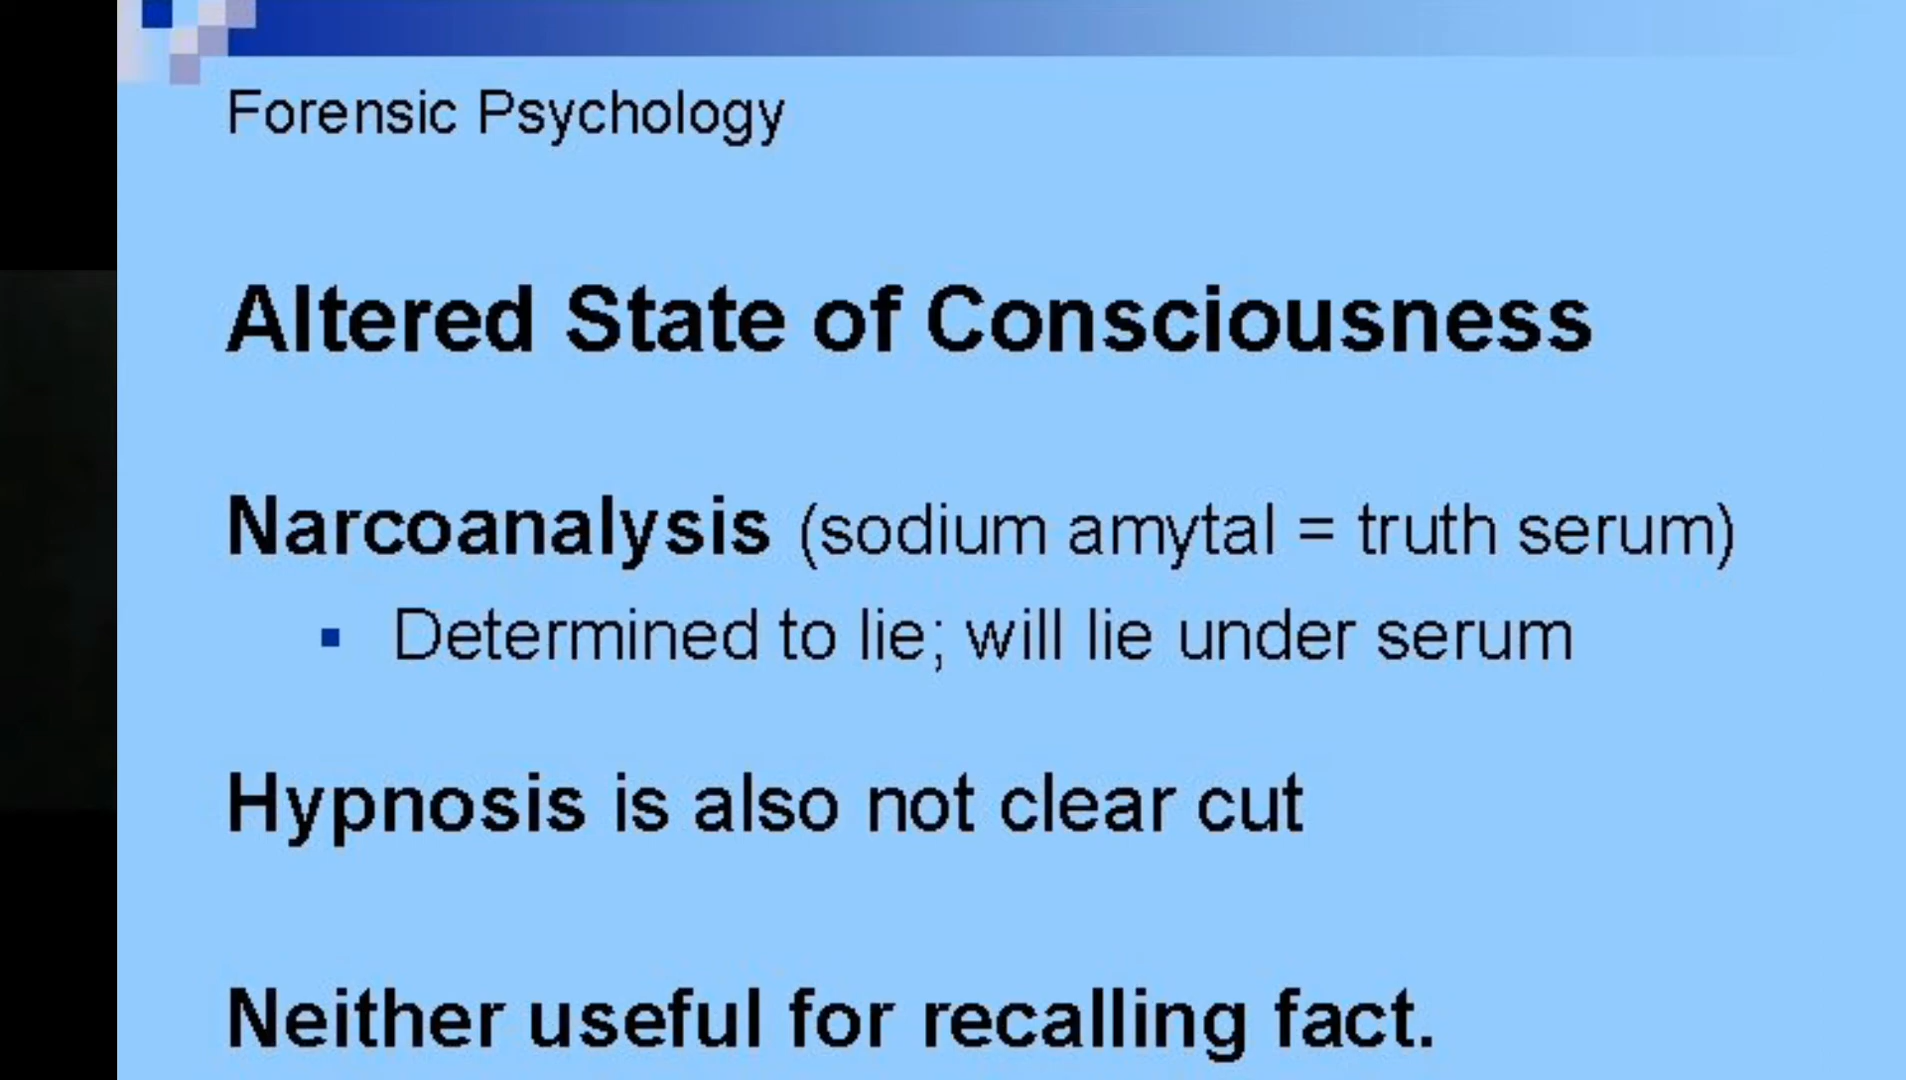 Forensic Psychology
Altered State of Consciousness
Narcoanalysis (sodium amytal = truth serum)
▪ Determined to lie; will lie under serum
Hypnosis is also not clear cut
Neither useful for recalling fact.